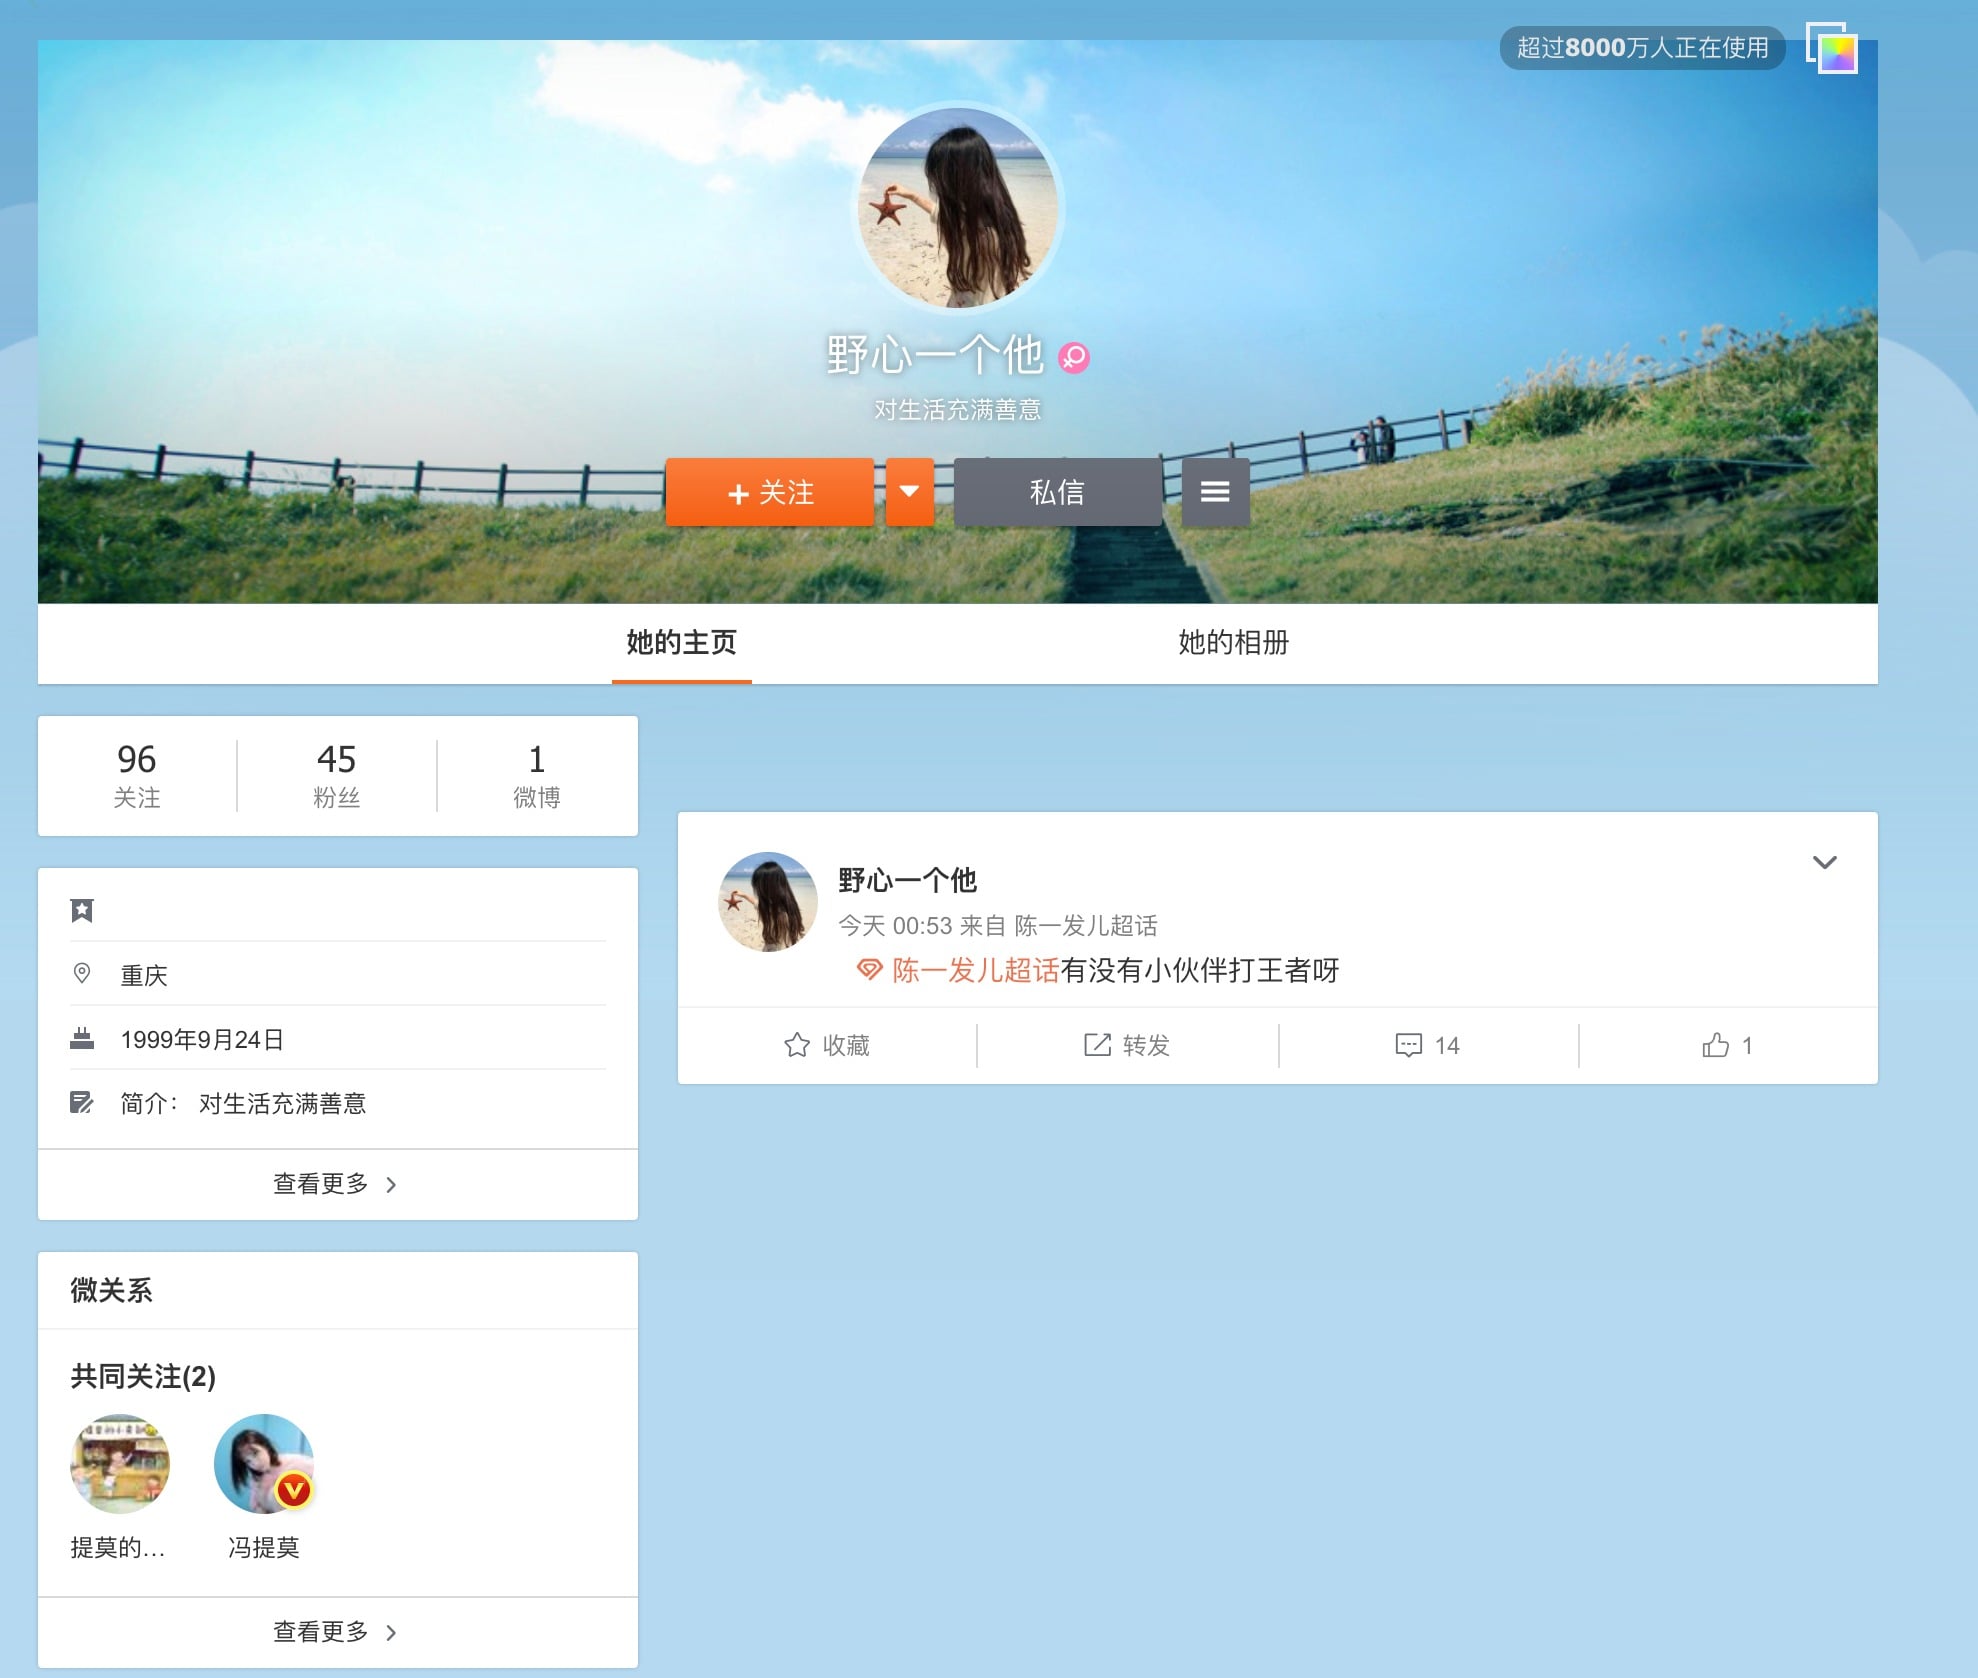 超过8000万人正在使用
野心一个他
对生活充满善意
+ 关注
私信
她的主页 她的相册
96 45 1
关注 粉丝 微博
重庆
1999年9月24日
简介： 对生活充满善意
查看更多 >
微关系
共同关注(2)
提莫的... 冯提莫
查看更多 >
野心一个他
今天 00:53 来自 陈一发儿超话
陈一发儿超话有没有小伙伴打王者呀
收藏 转发 14 1